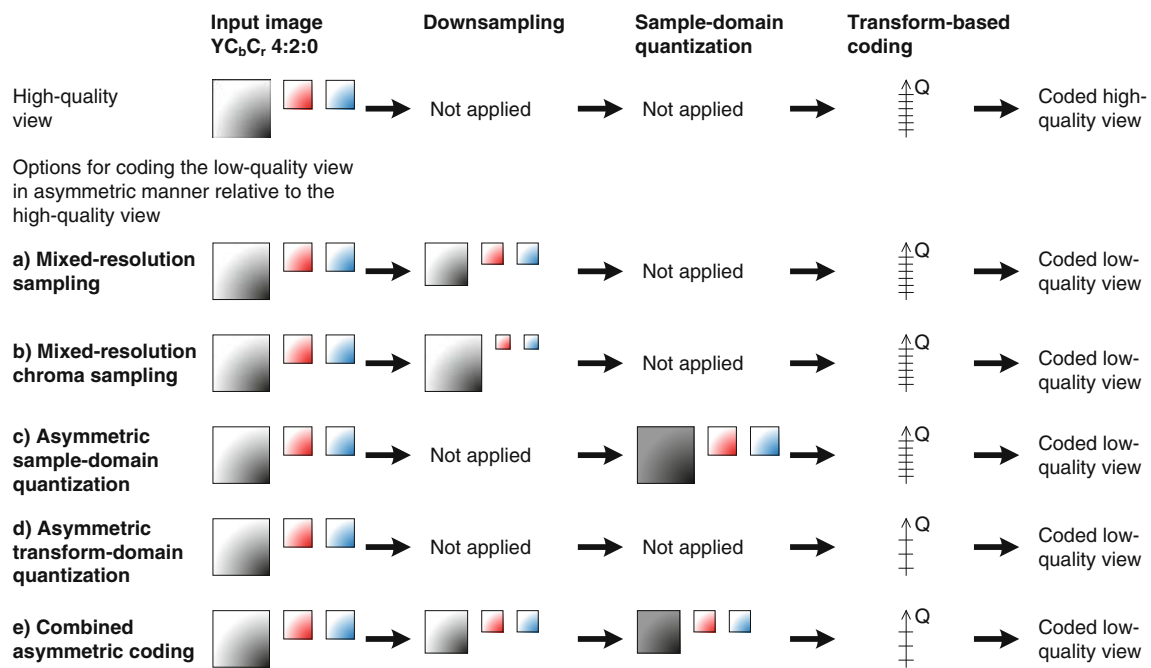 Input image
YCbCr 4:2:0
Downsampling
Sample-domain
quantization
Transform-based
coding
High-quality
view
Not applied
Not applied
Q
Coded high-
quality view
Options for coding the low-quality view
in asymmetric manner relative to the
high-quality view
a) Mixed-resolution
sampling
Not applied
Q
Coded low-
quality view
b) Mixed-resolution
chroma sampling
Not applied
Q
Coded low-
quality view
c) Asymmetric
sample-domain
quantization
Not applied
Q
Coded low-
quality view
d) Asymmetric
transform-domain
quantization
Not applied
Not applied
Q
Coded low-
quality view
e) Combined
asymmetric coding
Q
Coded low-
quality view